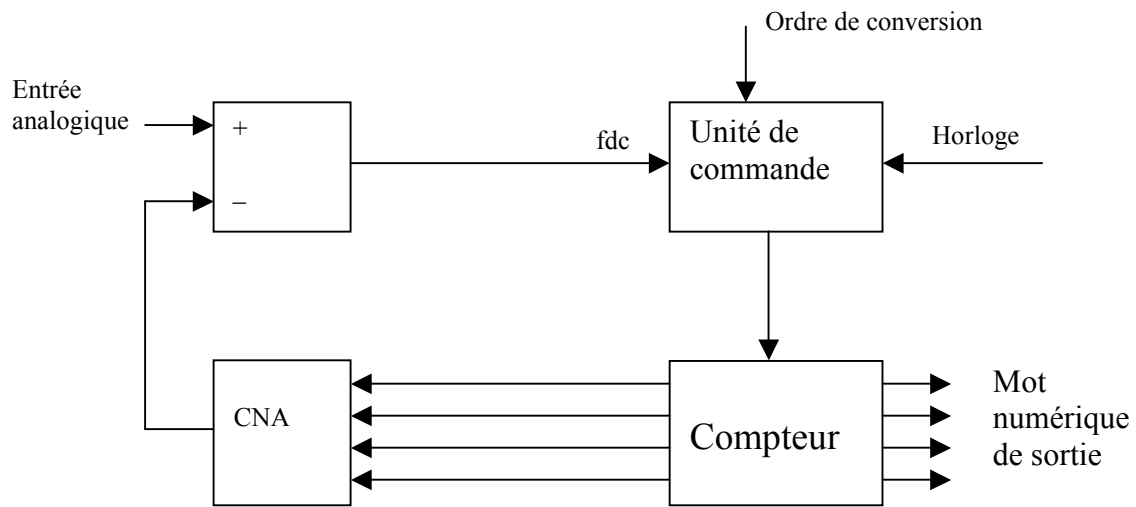 Ordre de conversion
Entrée
analogique
+
–
fdc
Unité de
commande
Horloge
CNA
Compteur
Mot
numérique
de sortie